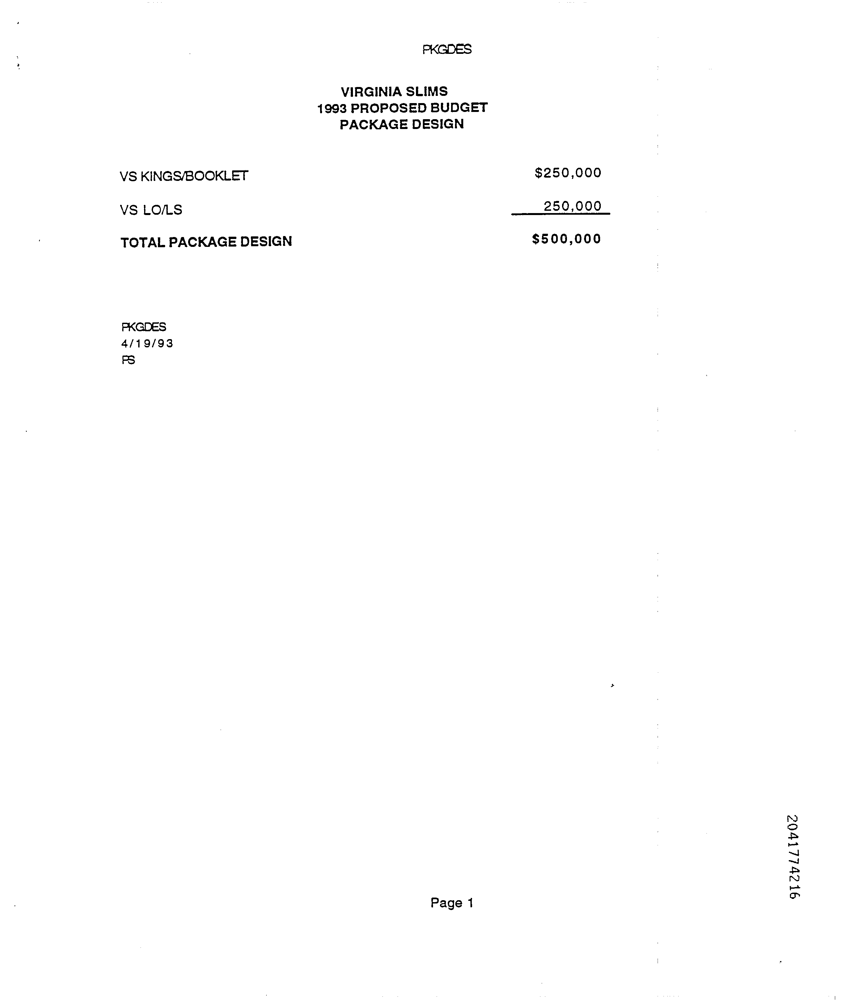 PKGDES
VIRGINIA SLIMS
1993 PROPOSED BUDGET
PACKAGE DESIGN
VS KINGS/BOOKLET $250,000
VS LO/LS 250,000
TOTAL PACKAGE DESIGN $500,000
PKGDES
4/19/93
PS
2041774216
Page 1